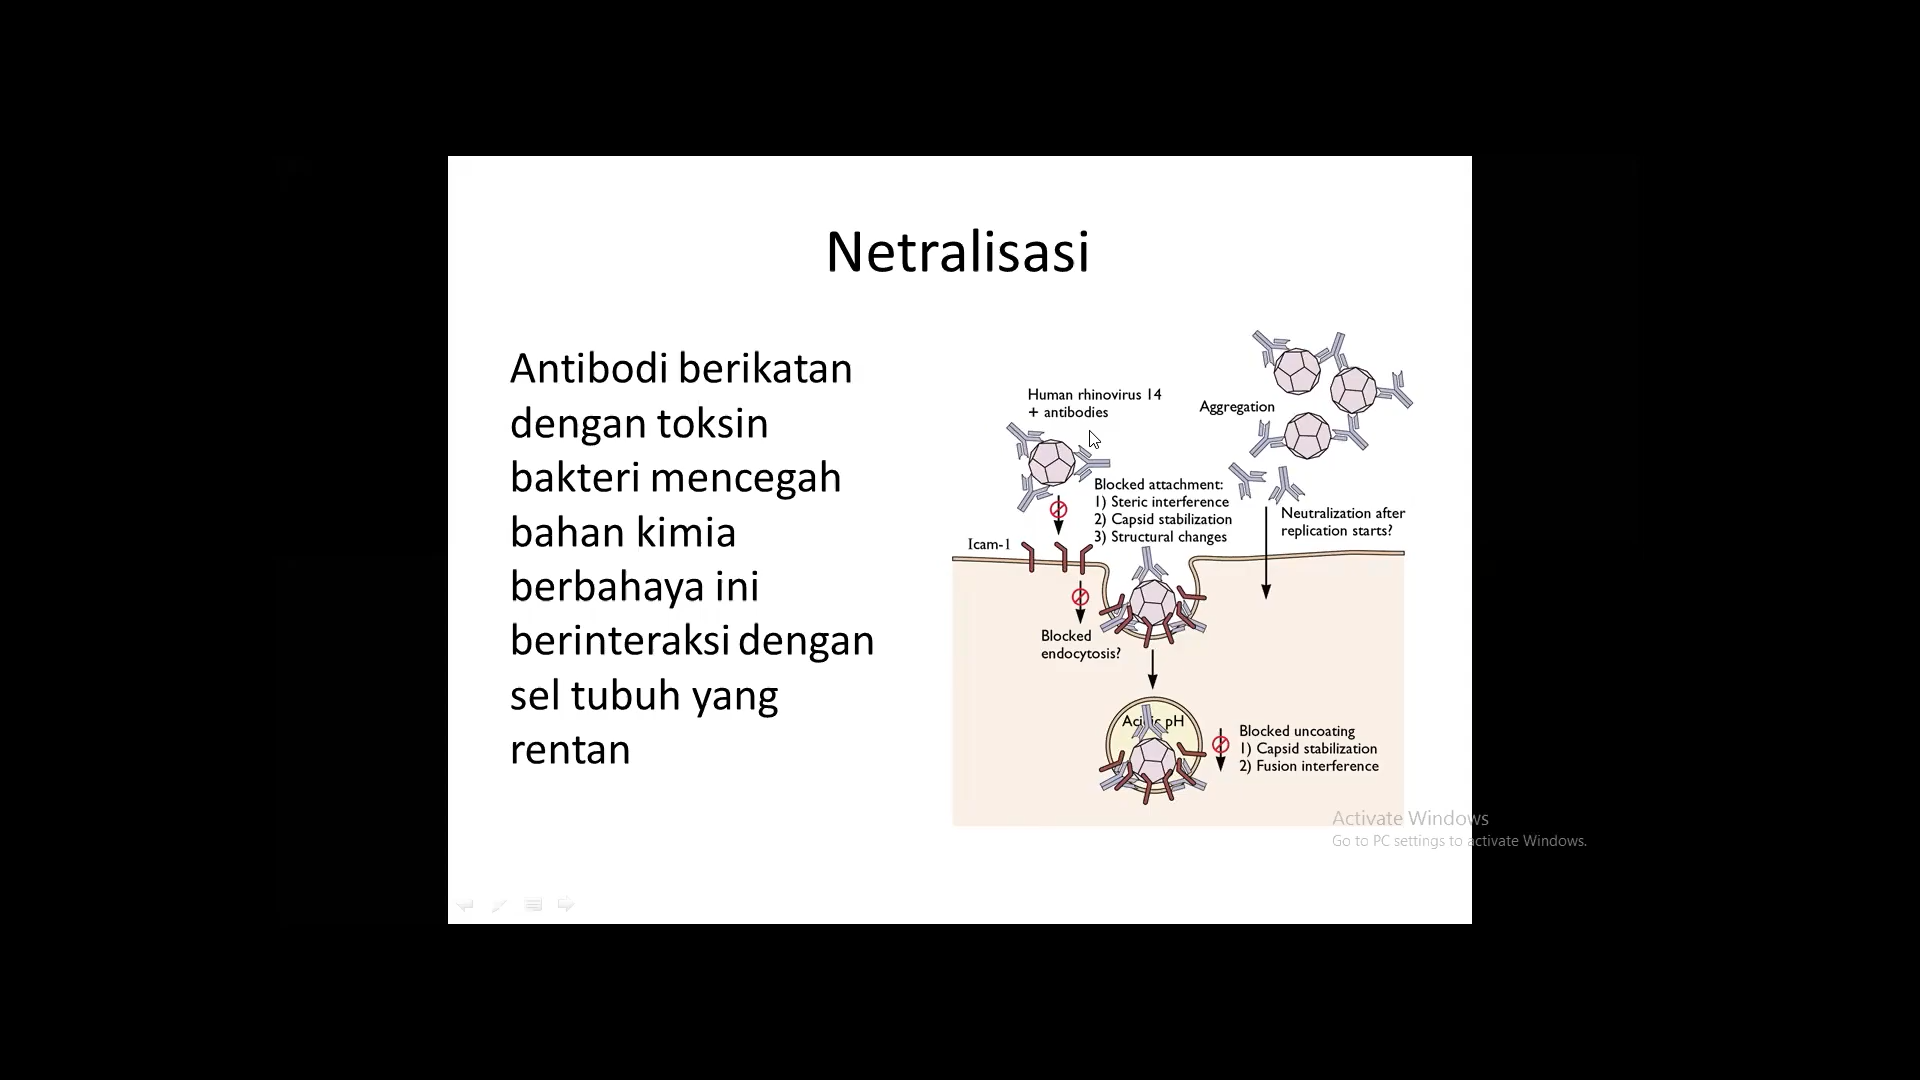 Netralisasi
Antibodi berikatan
dengan toksin
bakteri mencegah
bahan kimia
berbahaya ini
berinteraksi dengan
sel tubuh yang
rentan
Human rhinovirus 14
+ antibodies
Aggregation
Blocked attachment:
1) Steric interference
2) Capsid stabilization
3) Structural changes
Neutralization after
replication starts?
Icam-1
Blocked
endocytosis?
Acidic pH
Blocked uncoating
1) Capsid stabilization
2) Fusion interference
Activate Windows
Go to PC settings to activate Windows.